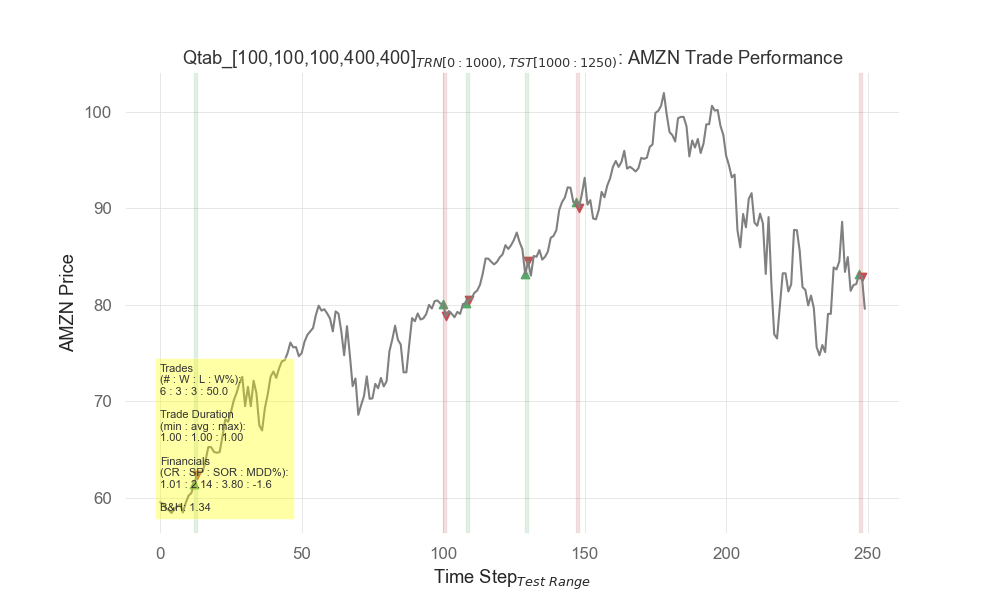 Qtab_[100,100,100,400,400]TRN[0:1000),TST[1000:1250): AMZN Trade Performance
AMZN Price
100
90
80
70
60
Trades
(# : W : L : W%):
6 : 3 : 3 : 50.0
Trade Duration
(min : avg : max):
1.00 : 1.00 : 1.00
Financials
(CR : SP : SOR : MDD%):
1.01 : 2.14 : 3.80 : -1.6
B&H: 1.34
0 50 100 150 200 250
Time StepTest Range